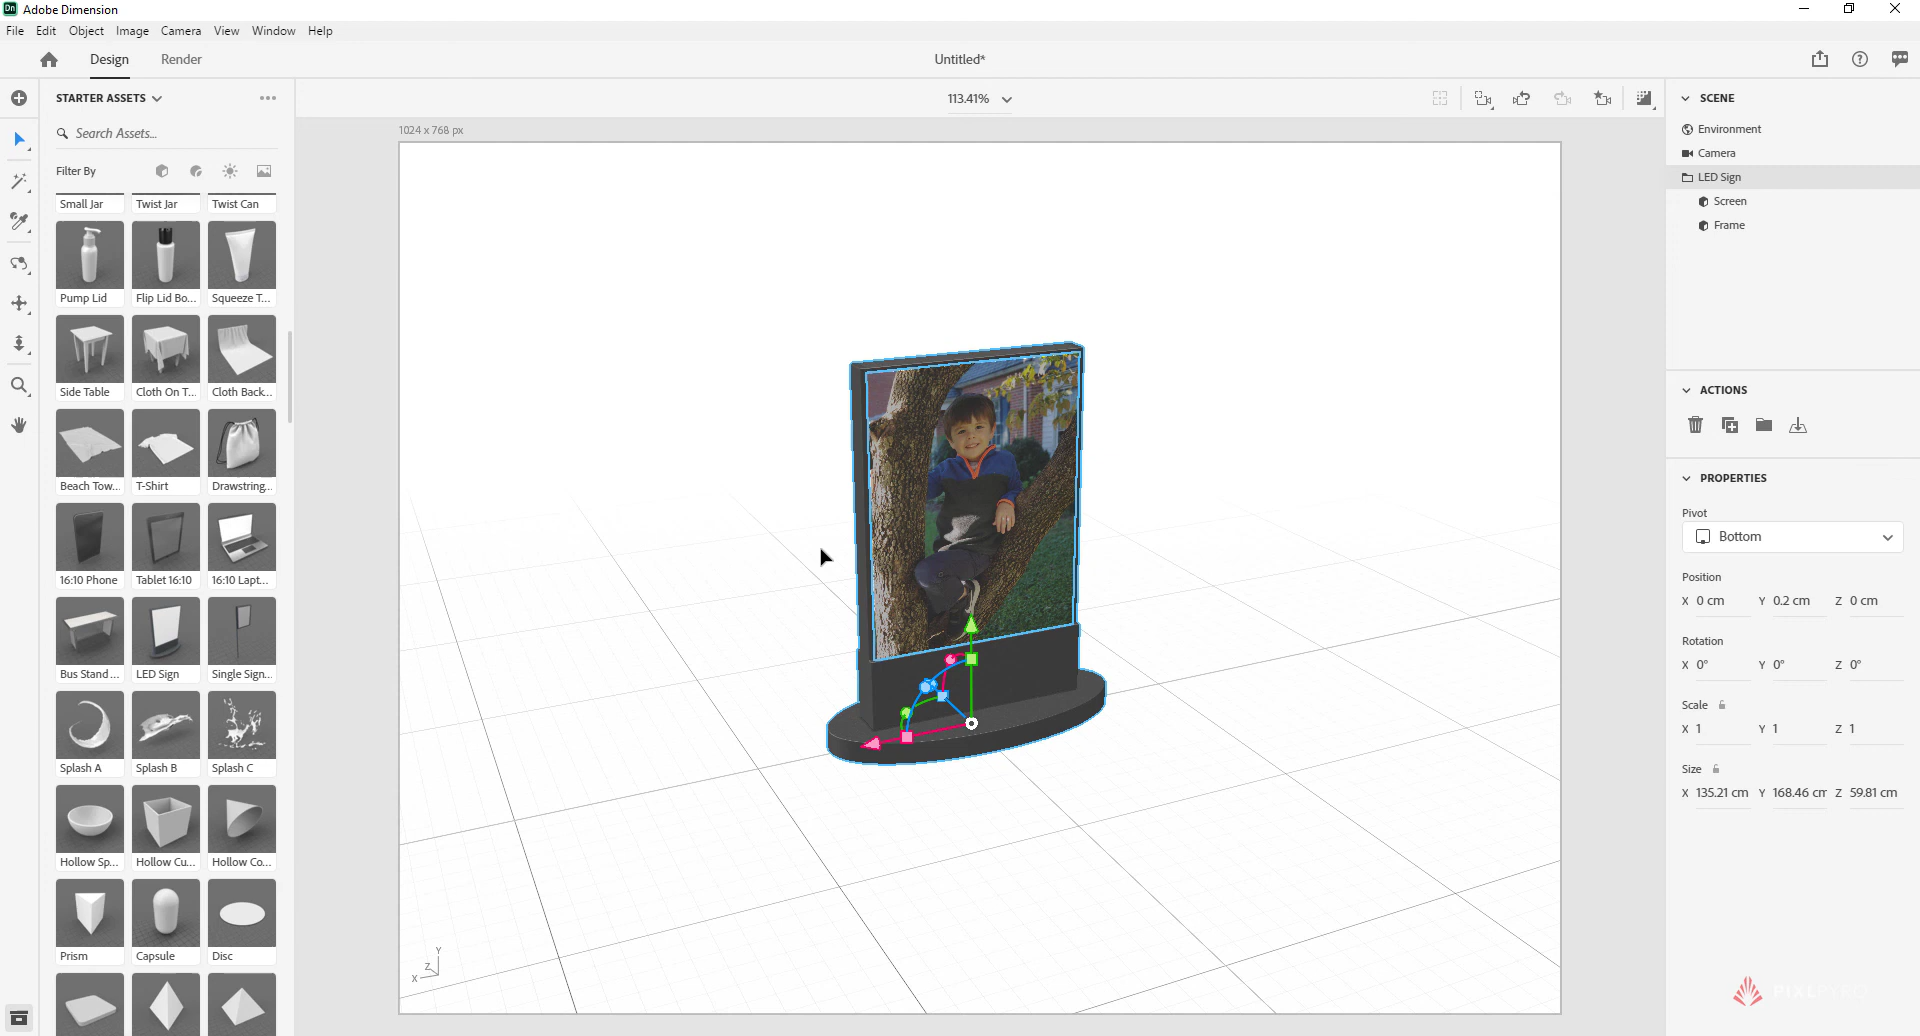 Dn Adobe Dimension
File Edit Object Image Camera View Window Help
Design Render Untitled*
STARTER ASSETS
113.41%
SCENE
Search Assets...
1024 x 768 px
Environment
Camera
Filter By
LED Sign
Small Jar Twist Jar Twist Can
Screen
Frame
Pump Lid Flip Lid Bo... Squeeze T...
Side Table Cloth On T... Cloth Back...
ACTIONS
Beach Tow... T-Shirt Drawstring...
PROPERTIES
Pivot
Bottom
16:10 Phone Tablet 16:10 16:10 Lapt...
Position
X 0 cm Y 0.2 cm Z 0 cm
Rotation
X 0° Y 0° Z 0°
Bus Stand ... LED Sign Single Sign...
Scale
X 1 Y 1 Z 1
Splash A Splash B Splash C
Size
X 135.21 cm Y 168.46 cm Z 59.81 cm
Hollow Sp... Hollow Cu... Hollow Co...
Prism Capsule Disc
Y
Z
X